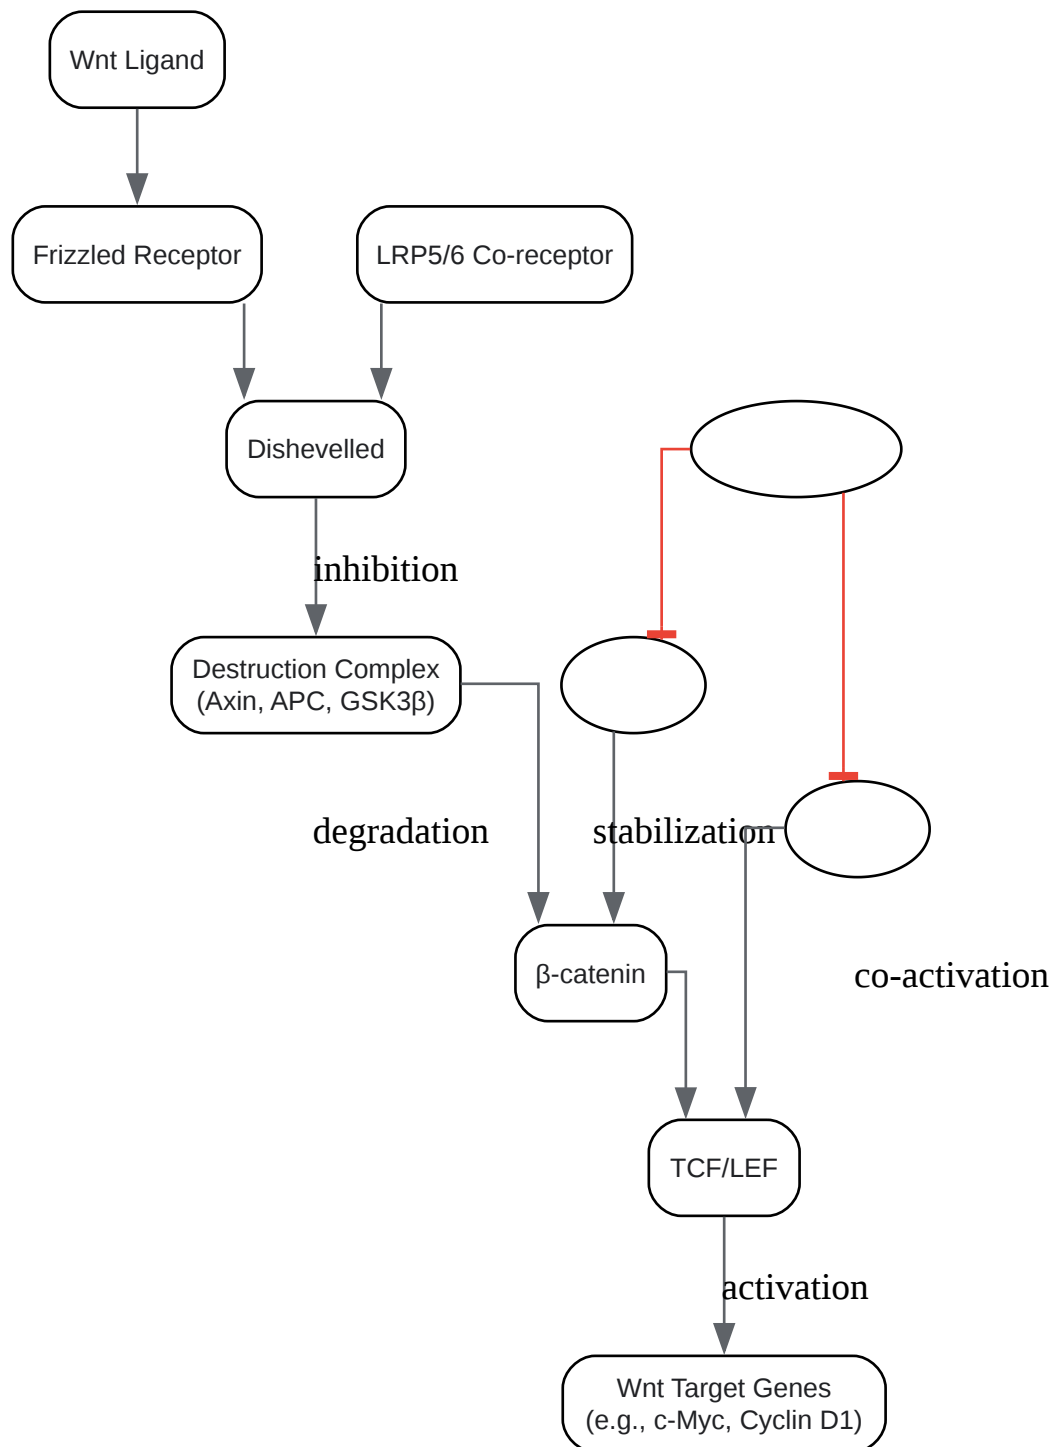 Wnt Ligand
Frizzled Receptor
LRP5/6 Co-receptor
Dishevelled
inhibition
Destruction Complex
(Axin, APC, GSK3β)
degradation
stabilization
β-catenin
co-activation
TCF/LEF
activation
Wnt Target Genes
(e.g., c-Myc, Cyclin D1)